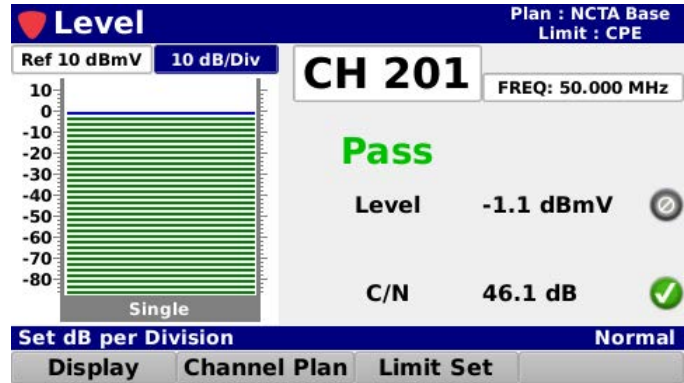 Level
Plan : NCTA Base
Limit : CPE
Ref 10 dBmV
10 dB/Div
CH 201
FREQ: 50.000 MHz
10
0
-10
-20
-30
-40
-50
-60
-70
-80
Single
Pass
Level -1.1 dBmV
C/N 46.1 dB
Set dB per Division
Normal
Display
Channel Plan
Limit Set